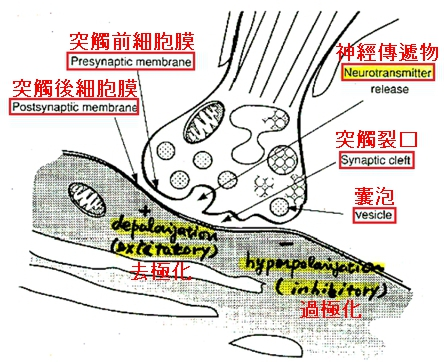 突觸前細胞膜
Presynaptic membrane
突觸後細胞膜
Postsynaptic membrane
神經傳遞物
Neurotransmitter
release
突觸裂口
Synaptic cleft
囊泡
vesicle
+
depolarization
(excitatory)
去極化
−
hyperpolarization
(inhibitory)
過極化